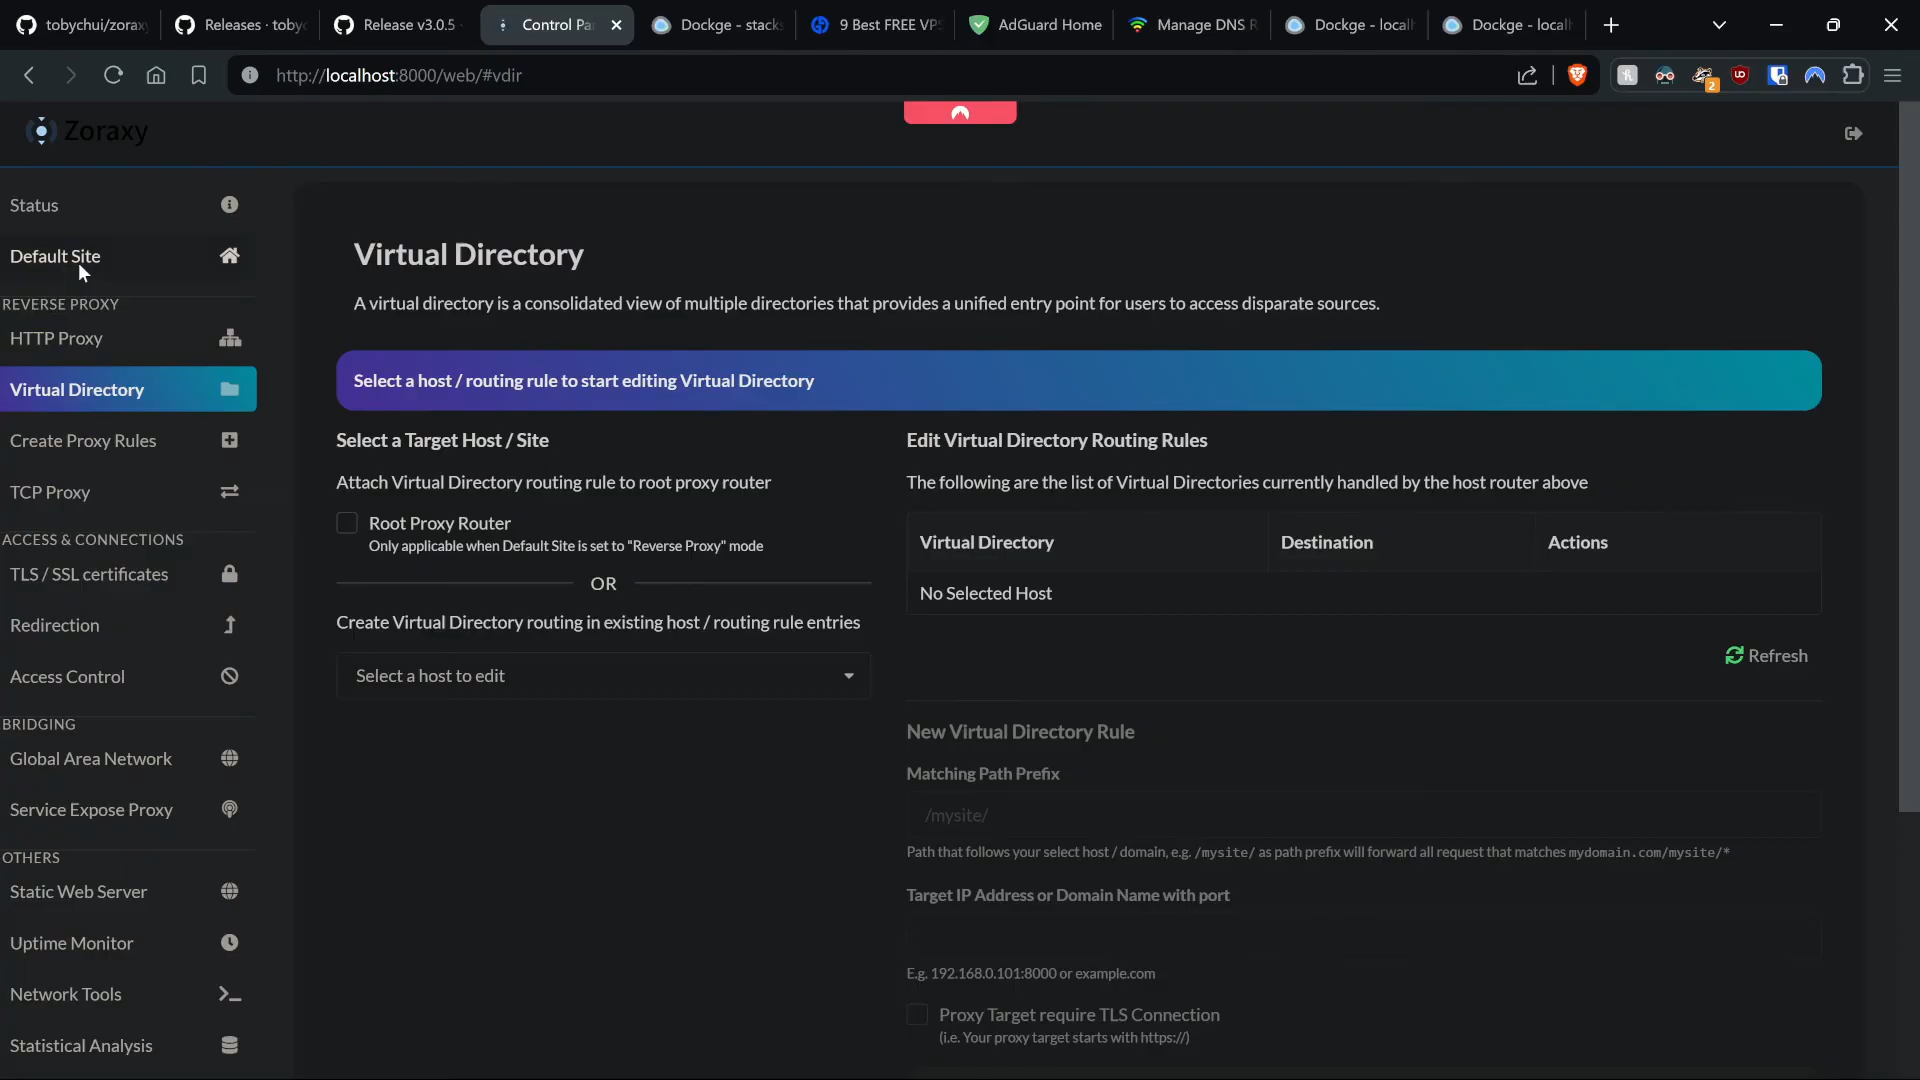 tobychui/zorax
Releases · toby
Release v3.0.5
Control Pa
Dockge - stacks
9 Best FREE VPS
AdGuard Home
Manage DNS R
Dockge - local
Dockge - local
http://localhost:8000/web/#vdir
2
Zoraxy
Status
Default Site
REVERSE PROXY
HTTP Proxy
Virtual Directory
Create Proxy Rules
TCP Proxy
ACCESS & CONNECTIONS
TLS / SSL certificates
Redirection
Access Control
BRIDGING
Global Area Network
Service Expose Proxy
OTHERS
Static Web Server
Uptime Monitor
Network Tools
Statistical Analysis
Virtual Directory
A virtual directory is a consolidated view of multiple directories that provides a unified entry point for users to access disparate sources.
Select a host / routing rule to start editing Virtual Directory
Select a Target Host / Site
Attach Virtual Directory routing rule to root proxy router
Root Proxy Router
Only applicable when Default Site is set to "Reverse Proxy" mode
OR
Create Virtual Directory routing in existing host / routing rule entries
Select a host to edit
Edit Virtual Directory Routing Rules
The following are the list of Virtual Directories currently handled by the host router above
Virtual Directory Destination Actions
No Selected Host
Refresh
New Virtual Directory Rule
Matching Path Prefix
/mysite/
Path that follows your select host / domain, e.g. /mysite/ as path prefix will forward all request that matches mydomain.com/mysite/*
Target IP Address or Domain Name with port
E.g. 192.168.0.101:8000 or example.com
Proxy Target require TLS Connection
(i.e. Your proxy target starts with https://)